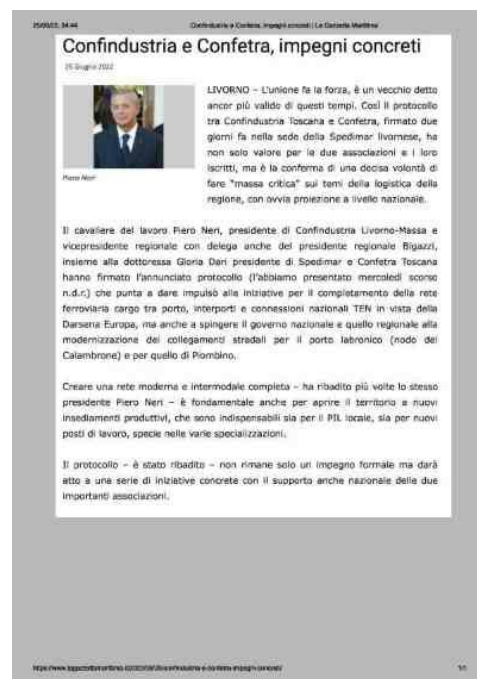 25/06/22, 04:44 Confindustria e Confetra, impegni concreti | La Gazzetta Marittima
Confindustria e Confetra, impegni concreti
25 Giugno 2022
LIVORNO – L'unione fa la forza, è un vecchio detto
ancor più valido di questi tempi. Così il protocollo
tra Confindustria Toscana e Confetra, firmato due
giorni fa nella sede della Spedimar livornese, ha
non solo valore per le due associazioni e i loro
iscritti, ma è la conferma di una decisa volontà di
fare "massa critica" sui temi della logistica della
regione, con ovvia proiezione a livello nazionale.
Piero Neri
Il cavaliere del lavoro Piero Neri, presidente di Confindustria Livorno-Massa e
vicepresidente regionale con delega anche del presidente regionale Bigazzi,
insieme alla dottoressa Gloria Dari presidente di Spedimar e Confetra Toscana
hanno firmato l'annunciato protocollo (l'abbiamo presentato mercoledì scorso
n.d.r.) che punta a dare impulso alle iniziative per il completamento della rete
ferroviaria cargo tra porto, interporti e connessioni nazionali TEN in vista della
Darsena Europa, ma anche a spingere il governo nazionale e quello regionale alla
modernizzazione dei collegamenti stradali per il porto labronico (nodo del
Calambrone) e per quello di Piombino.
Creare una rete moderna e intermodale completa – ha ribadito più volte lo stesso
presidente Piero Neri – è fondamentale anche per aprire il territorio a nuovi
insediamenti produttivi, che sono indispensabili sia per il PIL locale, sia per nuovi
posti di lavoro, specie nelle varie specializzazioni.
Il protocollo – è stato ribadito – non rimane solo un impegno formale ma darà
atto a una serie di iniziative concrete con il supporto anche nazionale delle due
importanti associazioni.
1/1